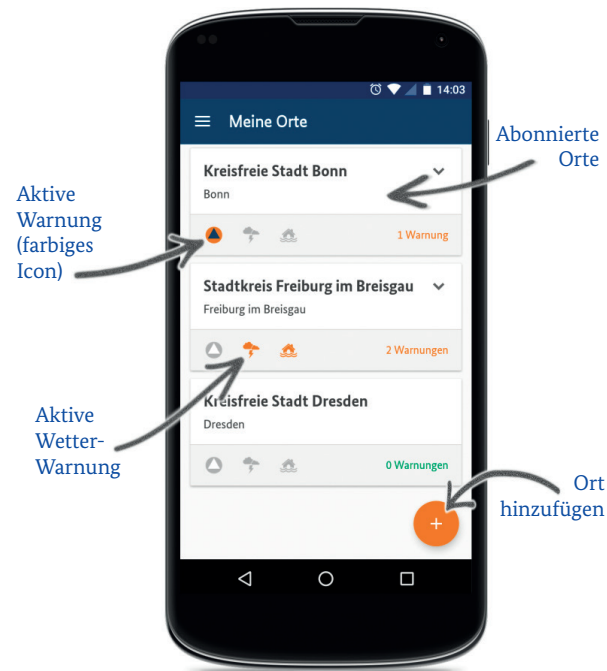 14:03
Meine Orte
Abonnierte
Orte
Kreisfreie Stadt Bonn
Bonn
1 Warnung
Aktive
Warnung
(farbiges
Icon)
Stadtkreis Freiburg im Breisgau
Freiburg im Breisgau
2 Warnungen
Aktive
Wetter-
Warnung
Kreisfreie Stadt Dresden
Dresden
0 Warnungen
Ort
hinzufügen
+